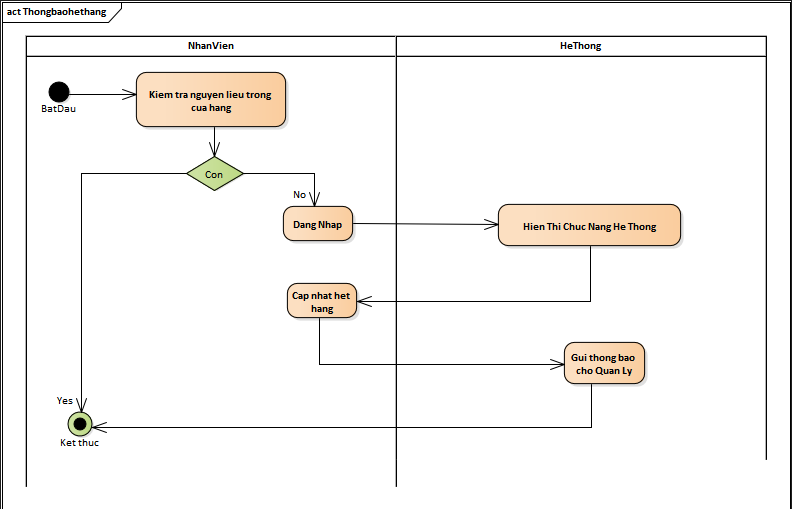 act Thongbaohethang
NhanVien
HeThong
BatDau
Kiem tra nguyen lieu trong
cua hang
Con
No
Dang Nhap
Hien Thi Chuc Nang He Thong
Cap nhat het
hang
Gui thong bao
cho Quan Ly
Yes
Ket thuc